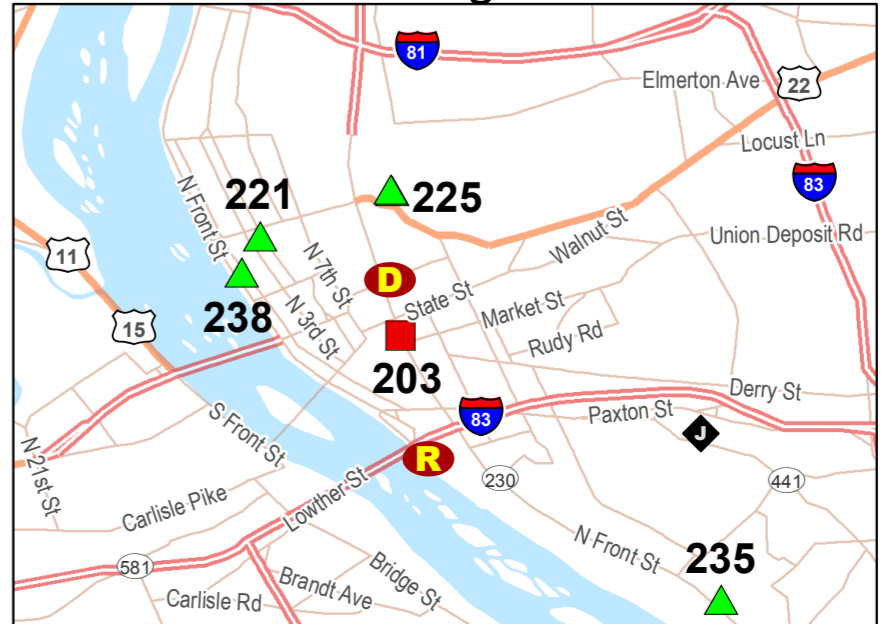 81
Elmerton Ave
22
Locust Ln
83
N Front St
221
225
Walnut St
Union Deposit Rd
11
N 7th St
D
State St
15
238
N 3rd St
Market St
Rudy Rd
203
Derry St
83
Paxton St
J
S Front St
R
N 21st St
230
441
Carlisle Pike
Lowther St
N Front St
235
581
Bridge St
Brandt Ave
Carlisle Rd